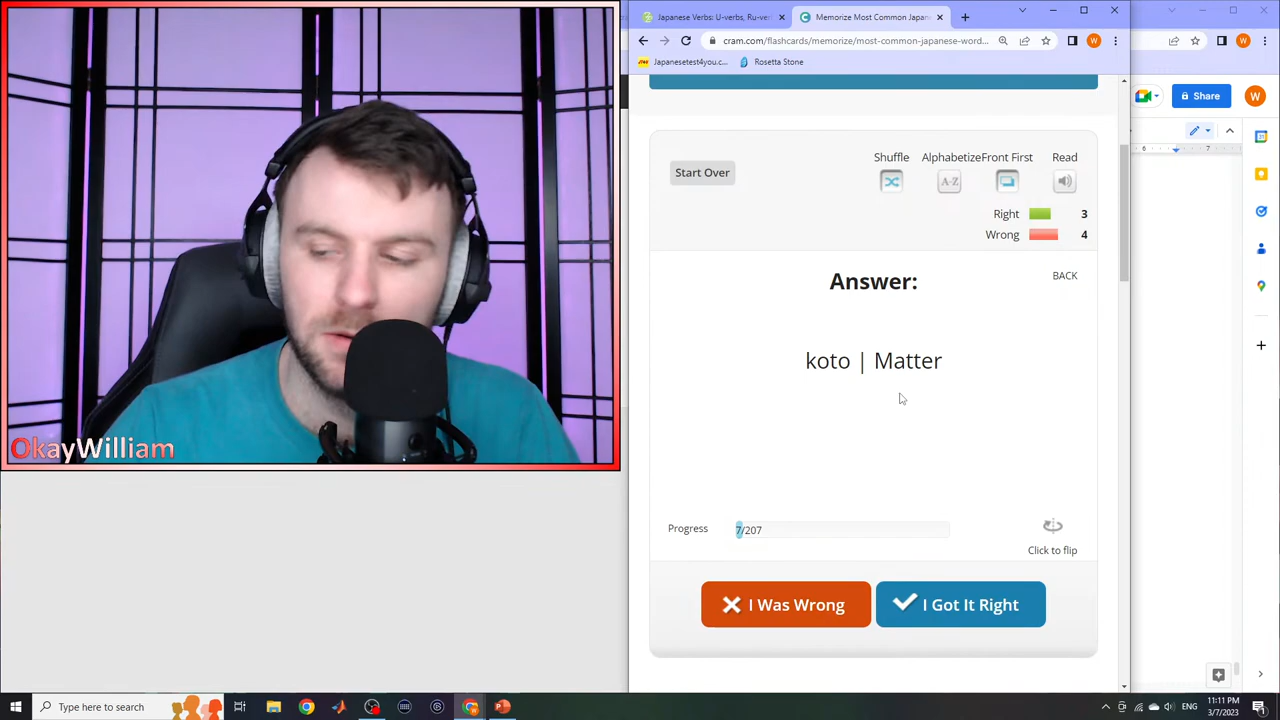 Japanese Verbs: U-verbs, Ru-ver
Memorize Most Common Japan
cram.com/flashcards/memorize/most-common-japanese-word...
W
Japanesetest4you.c...
Rosetta Stone
Share
W
W
6
7
Start Over
Shuffle
Alphabetize
Front First
Read
A-Z
Right
3
Wrong
4
Answer:
BACK
koto | Matter
OkayWilliam
Progress
7/207
Click to flip
I Was Wrong
I Got It Right
Type here to search
ENG
11:11 PM
3/7/2023